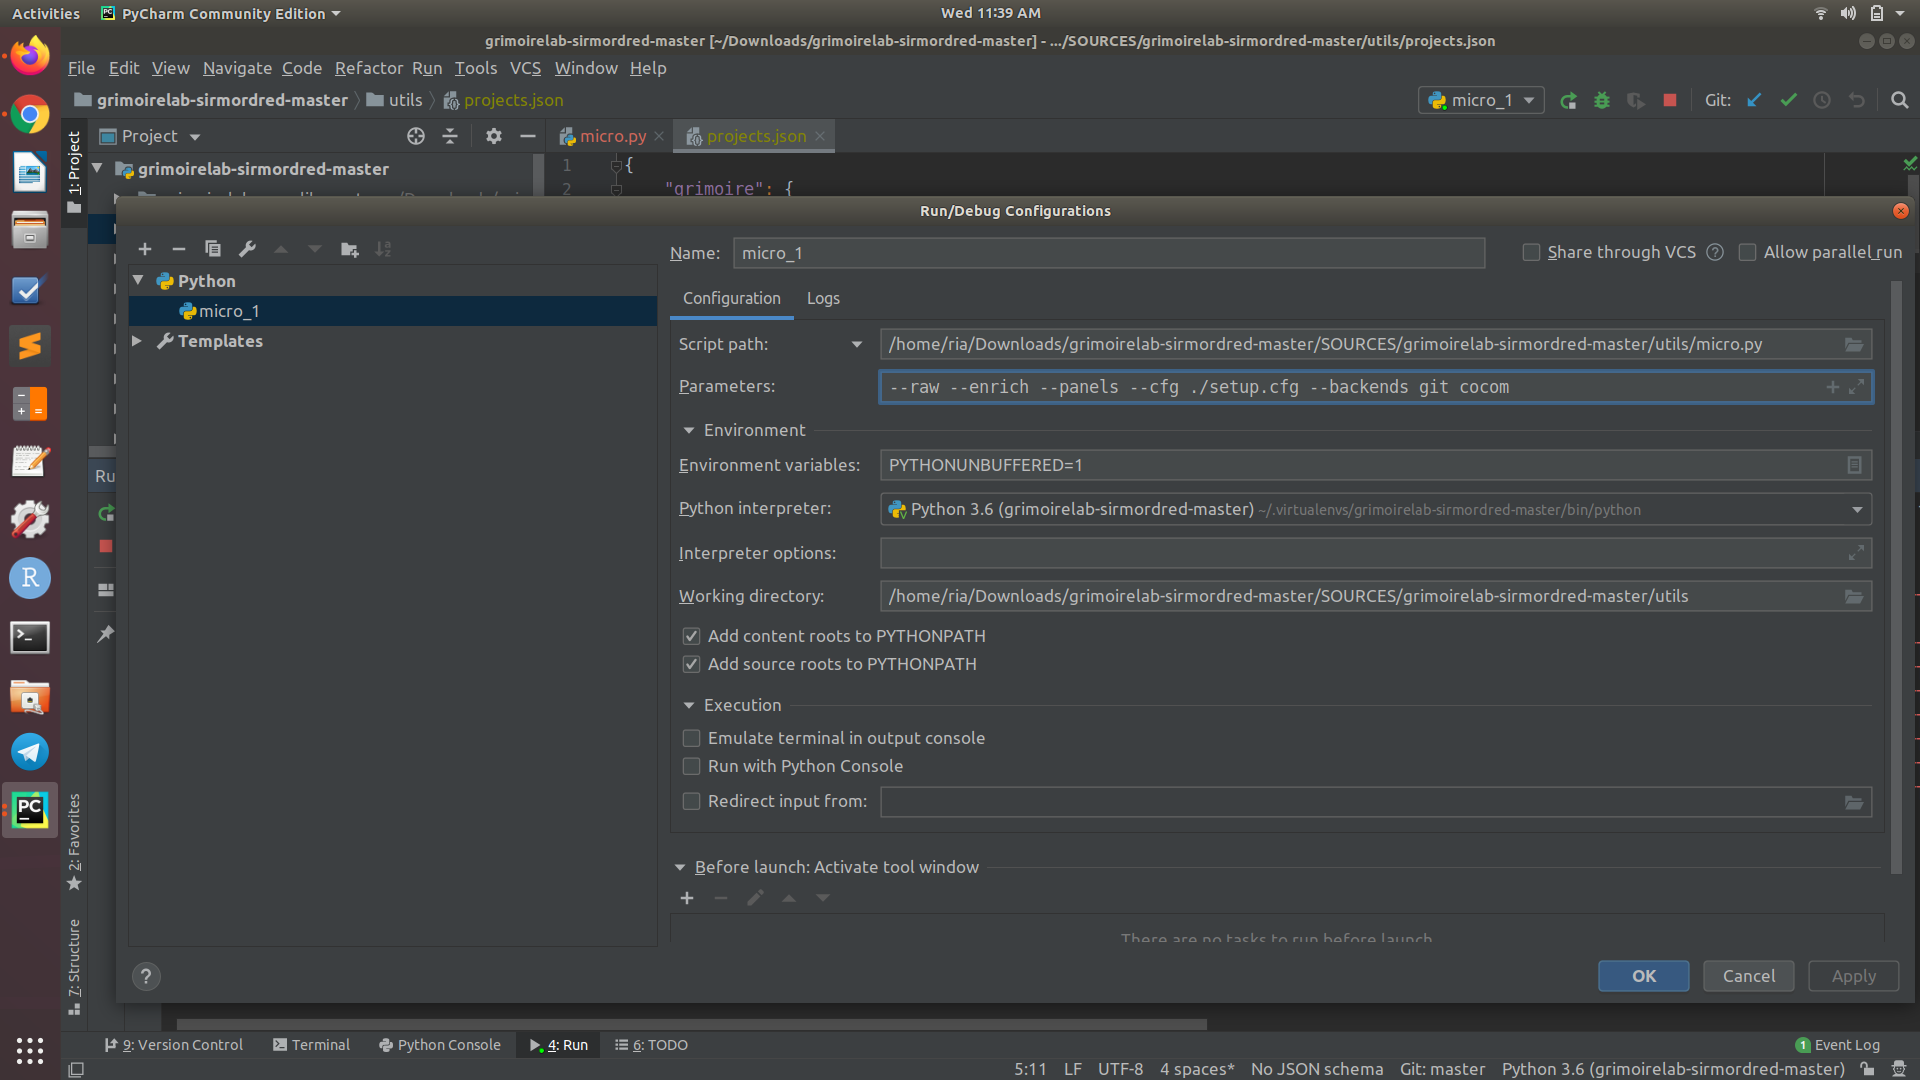 Activities PyCharm Community Edition Wed 11:39 AM
grimoirelab-sirmordred-master [~/Downloads/grimoirelab-sirmordred-master] - .../SOURCES/grimoirelab-sirmordred-master/utils/projects.json
File Edit View Navigate Code Refactor Run Tools VCS Window Help
grimoirelab-sirmordred-master utils projects.json micro_1 Git:
1: Project
Project micro.py projects.json
grimoirelab-sirmordred-master 1 {
2 "grimoire": {
Run/Debug Configurations
Name: micro_1 Share through VCS ? Allow parallel run
Python
micro_1
Templates
Configuration Logs
Script path: /home/ria/Downloads/grimoirelab-sirmordred-master/SOURCES/grimoirelab-sirmordred-master/utils/micro.py
Parameters: --raw --enrich --panels --cfg ./setup.cfg --backends git cocom
Environment
Environment variables: PYTHONUNBUFFERED=1
Ru
Python interpreter: Python 3.6 (grimoirelab-sirmordred-master) ~/.virtualenvs/grimoirelab-sirmordred-master/bin/python
Interpreter options:
Working directory: /home/ria/Downloads/grimoirelab-sirmordred-master/SOURCES/grimoirelab-sirmordred-master/utils
Add content roots to PYTHONPATH
Add source roots to PYTHONPATH
Execution
Emulate terminal in output console
Run with Python Console
Redirect input from:
2: Favorites
Before launch: Activate tool window
There are no tasks to run before launch
7: Structure
? OK Cancel Apply
9: Version Control Terminal Python Console 4: Run 6: TODO 1 Event Log
5:11 LF UTF-8 4 spaces* No JSON schema Git: master Python 3.6 (grimoirelab-sirmordred-master)